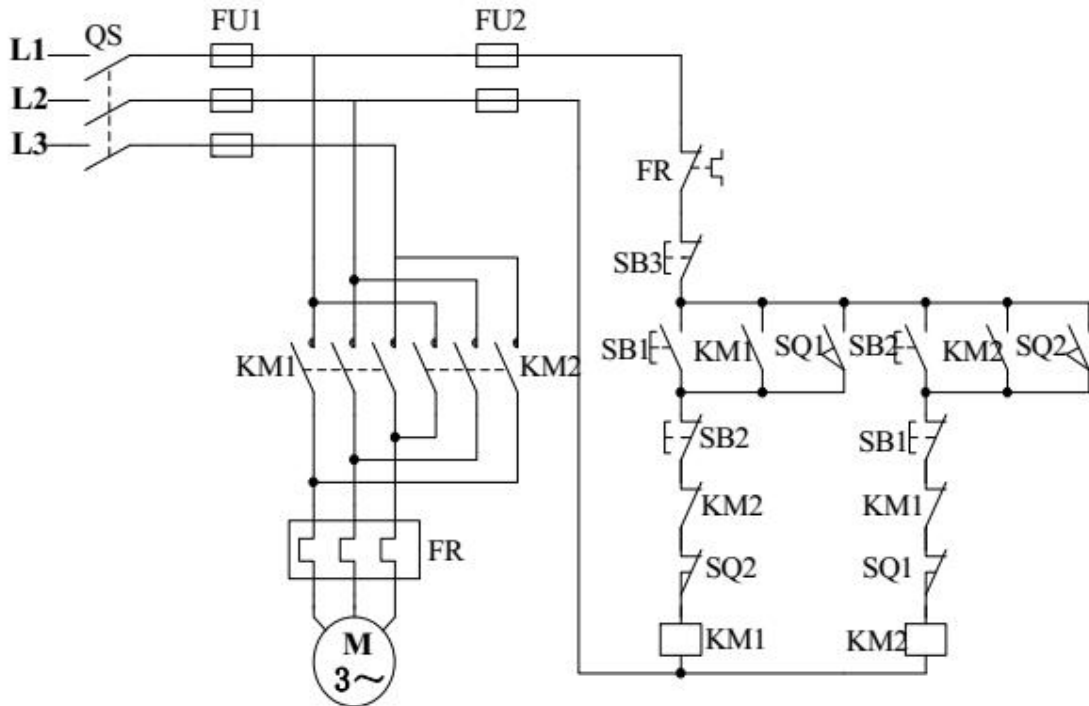 FU1 FU2
L1 QS
L2
L3
FR
SB3
SB1 KM1 SQ1 SB2 KM2 SQ2
KM1 KM2
SB2 SB1
KM2 KM1
FR SQ2 SQ1
KM1 KM2
M
3～